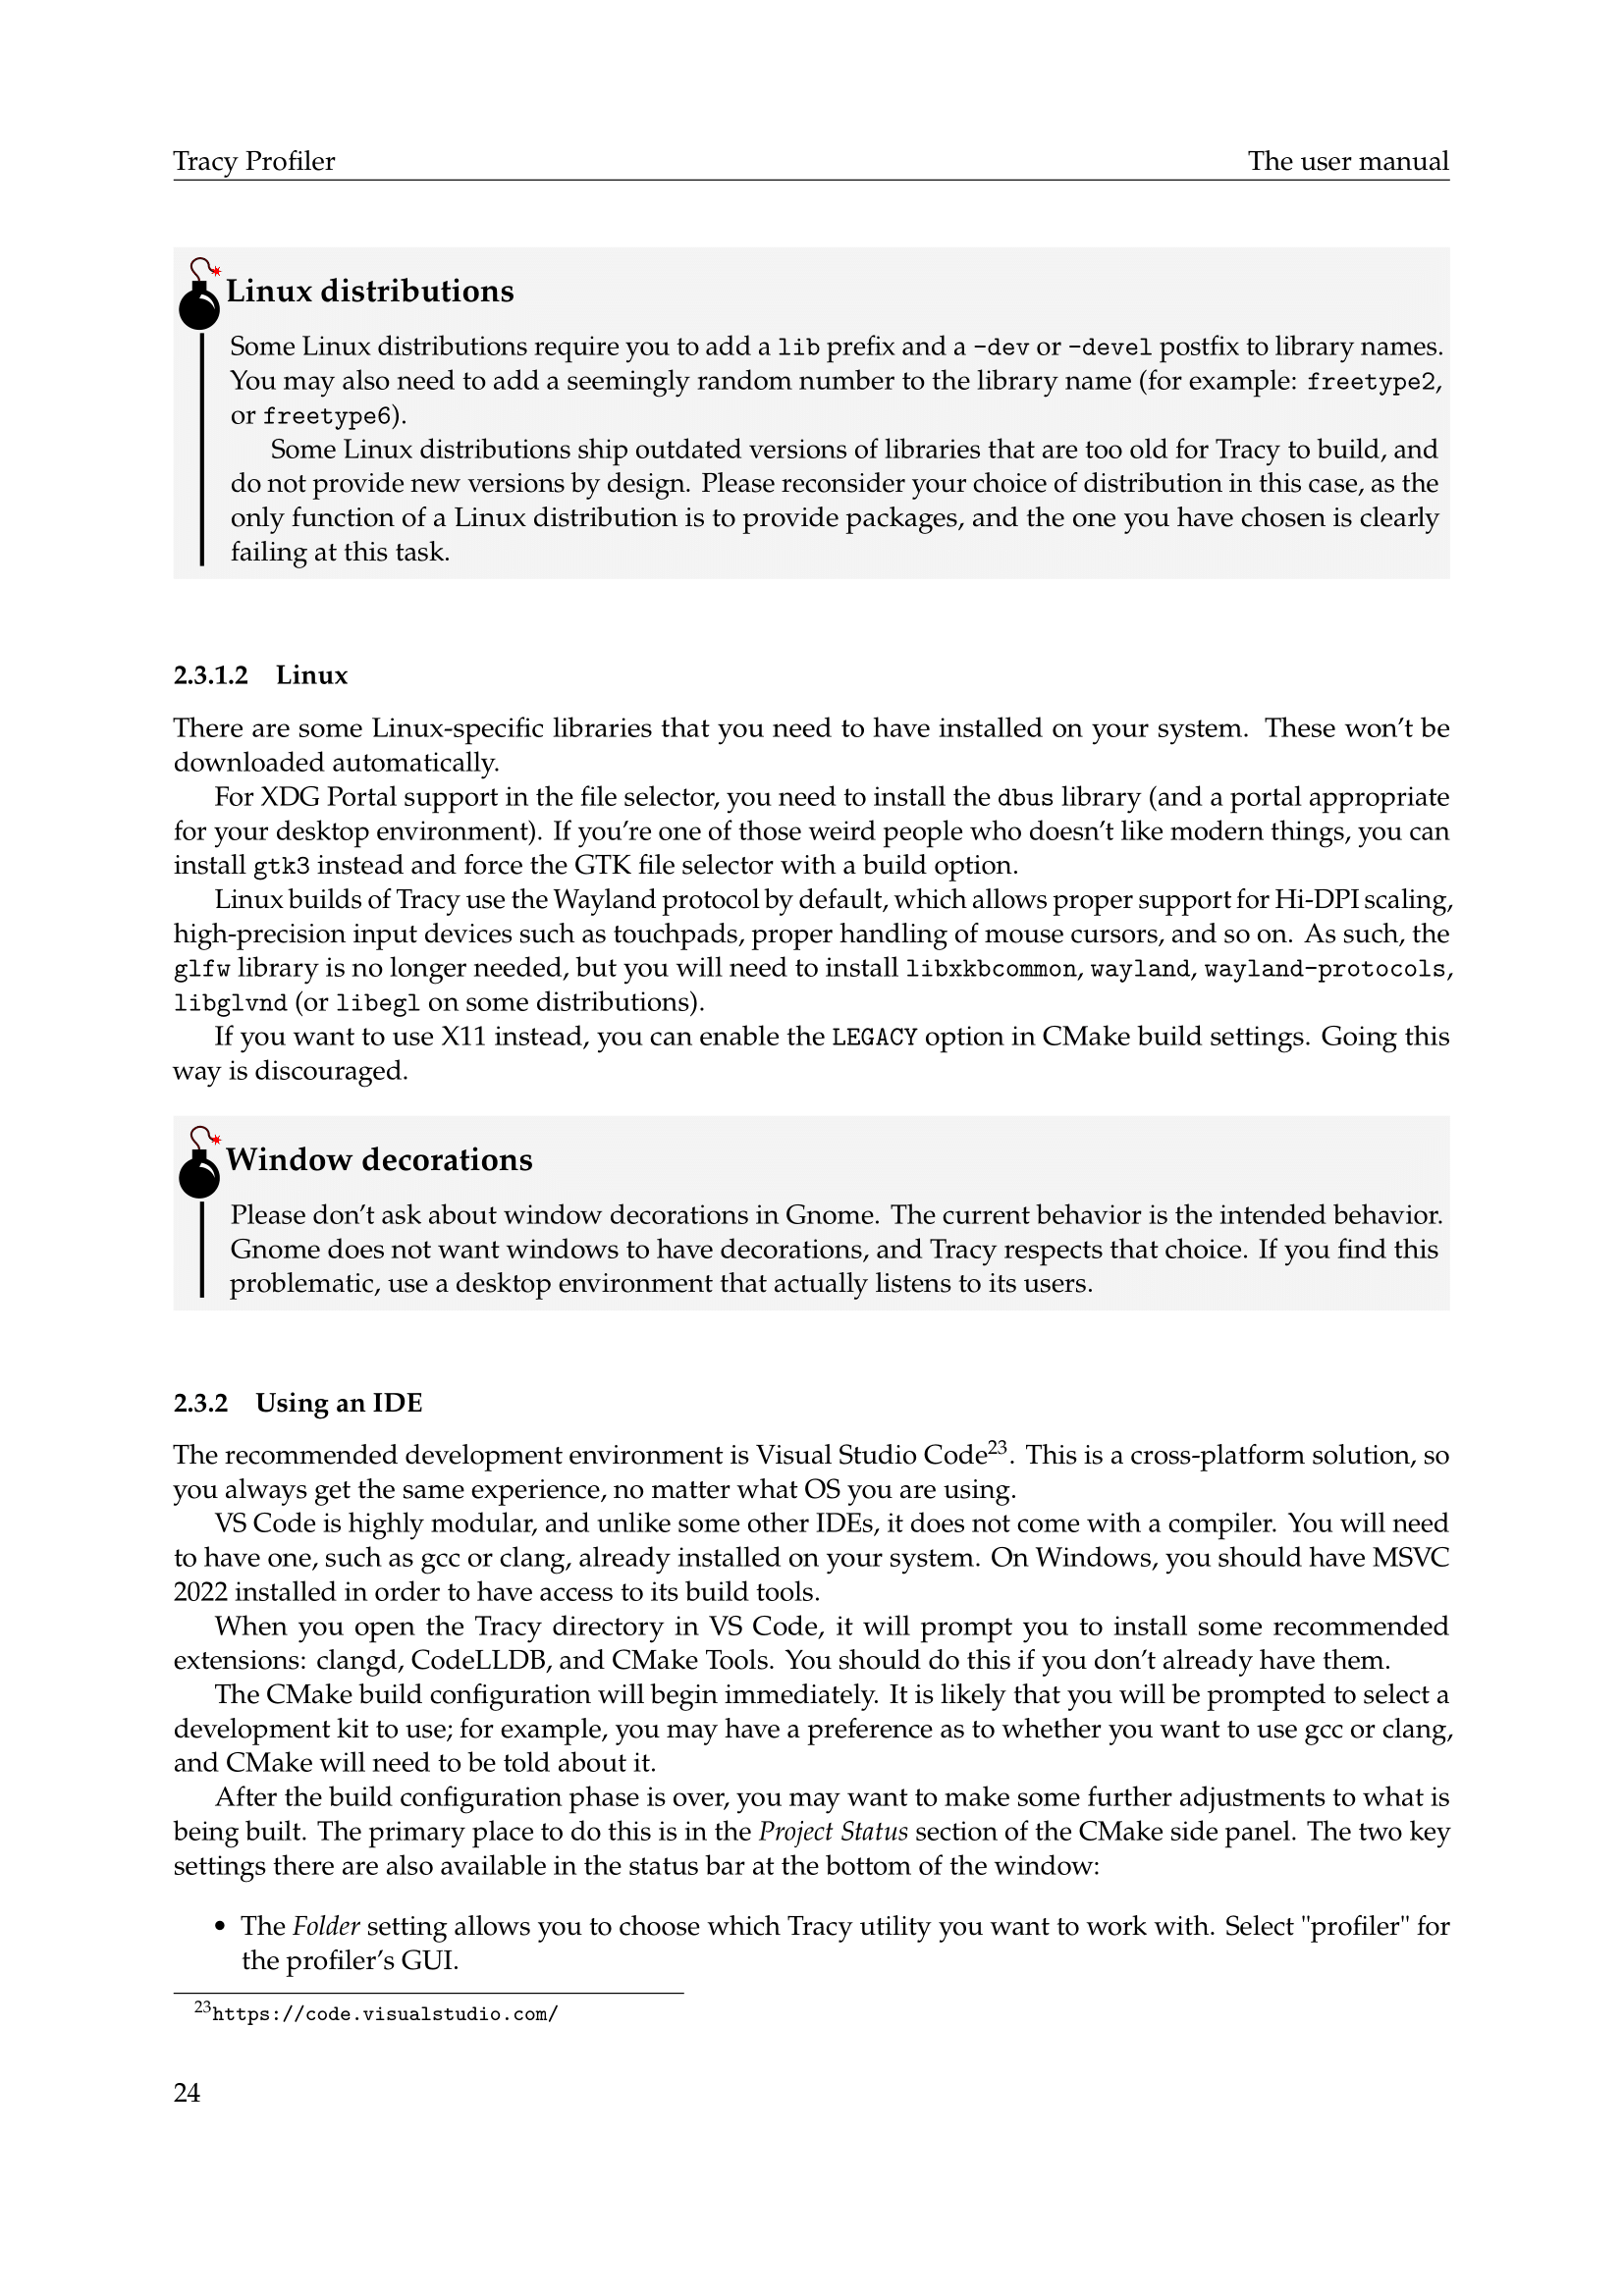 Tracy Profiler The user manual
Linux distributions
Some Linux distributions require you to add a lib prefix and a -dev or -devel postfix to library names.
You may also need to add a seemingly random number to the library name (for example: freetype2,
or freetype6).
Some Linux distributions ship outdated versions of libraries that are too old for Tracy to build, and
do not provide new versions by design. Please reconsider your choice of distribution in this case, as the
only function of a Linux distribution is to provide packages, and the one you have chosen is clearly
failing at this task.
2.3.1.2 Linux
There are some Linux-specific libraries that you need to have installed on your system. These won't be
downloaded automatically.
For XDG Portal support in the file selector, you need to install the dbus library (and a portal appropriate
for your desktop environment). If you're one of those weird people who doesn't like modern things, you can
install gtk3 instead and force the GTK file selector with a build option.
Linux builds of Tracy use the Wayland protocol by default, which allows proper support for Hi-DPI scaling,
high-precision input devices such as touchpads, proper handling of mouse cursors, and so on. As such, the
glfw library is no longer needed, but you will need to install libxkbcommon, wayland, wayland-protocols,
libglvnd (or libegl on some distributions).
If you want to use X11 instead, you can enable the LEGACY option in CMake build settings. Going this
way is discouraged.
Window decorations
Please don't ask about window decorations in Gnome. The current behavior is the intended behavior.
Gnome does not want windows to have decorations, and Tracy respects that choice. If you find this
problematic, use a desktop environment that actually listens to its users.
2.3.2 Using an IDE
The recommended development environment is Visual Studio Code23. This is a cross-platform solution, so
you always get the same experience, no matter what OS you are using.
VS Code is highly modular, and unlike some other IDEs, it does not come with a compiler. You will need
to have one, such as gcc or clang, already installed on your system. On Windows, you should have MSVC
2022 installed in order to have access to its build tools.
When you open the Tracy directory in VS Code, it will prompt you to install some recommended
extensions: clangd, CodeLLDB, and CMake Tools. You should do this if you don't already have them.
The CMake build configuration will begin immediately. It is likely that you will be prompted to select a
development kit to use; for example, you may have a preference as to whether you want to use gcc or clang,
and CMake will need to be told about it.
After the build configuration phase is over, you may want to make some further adjustments to what is
being built. The primary place to do this is in the Project Status section of the CMake side panel. The two key
settings there are also available in the status bar at the bottom of the window:
• The Folder setting allows you to choose which Tracy utility you want to work with. Select "profiler" for
the profiler's GUI.
23https://code.visualstudio.com/
24